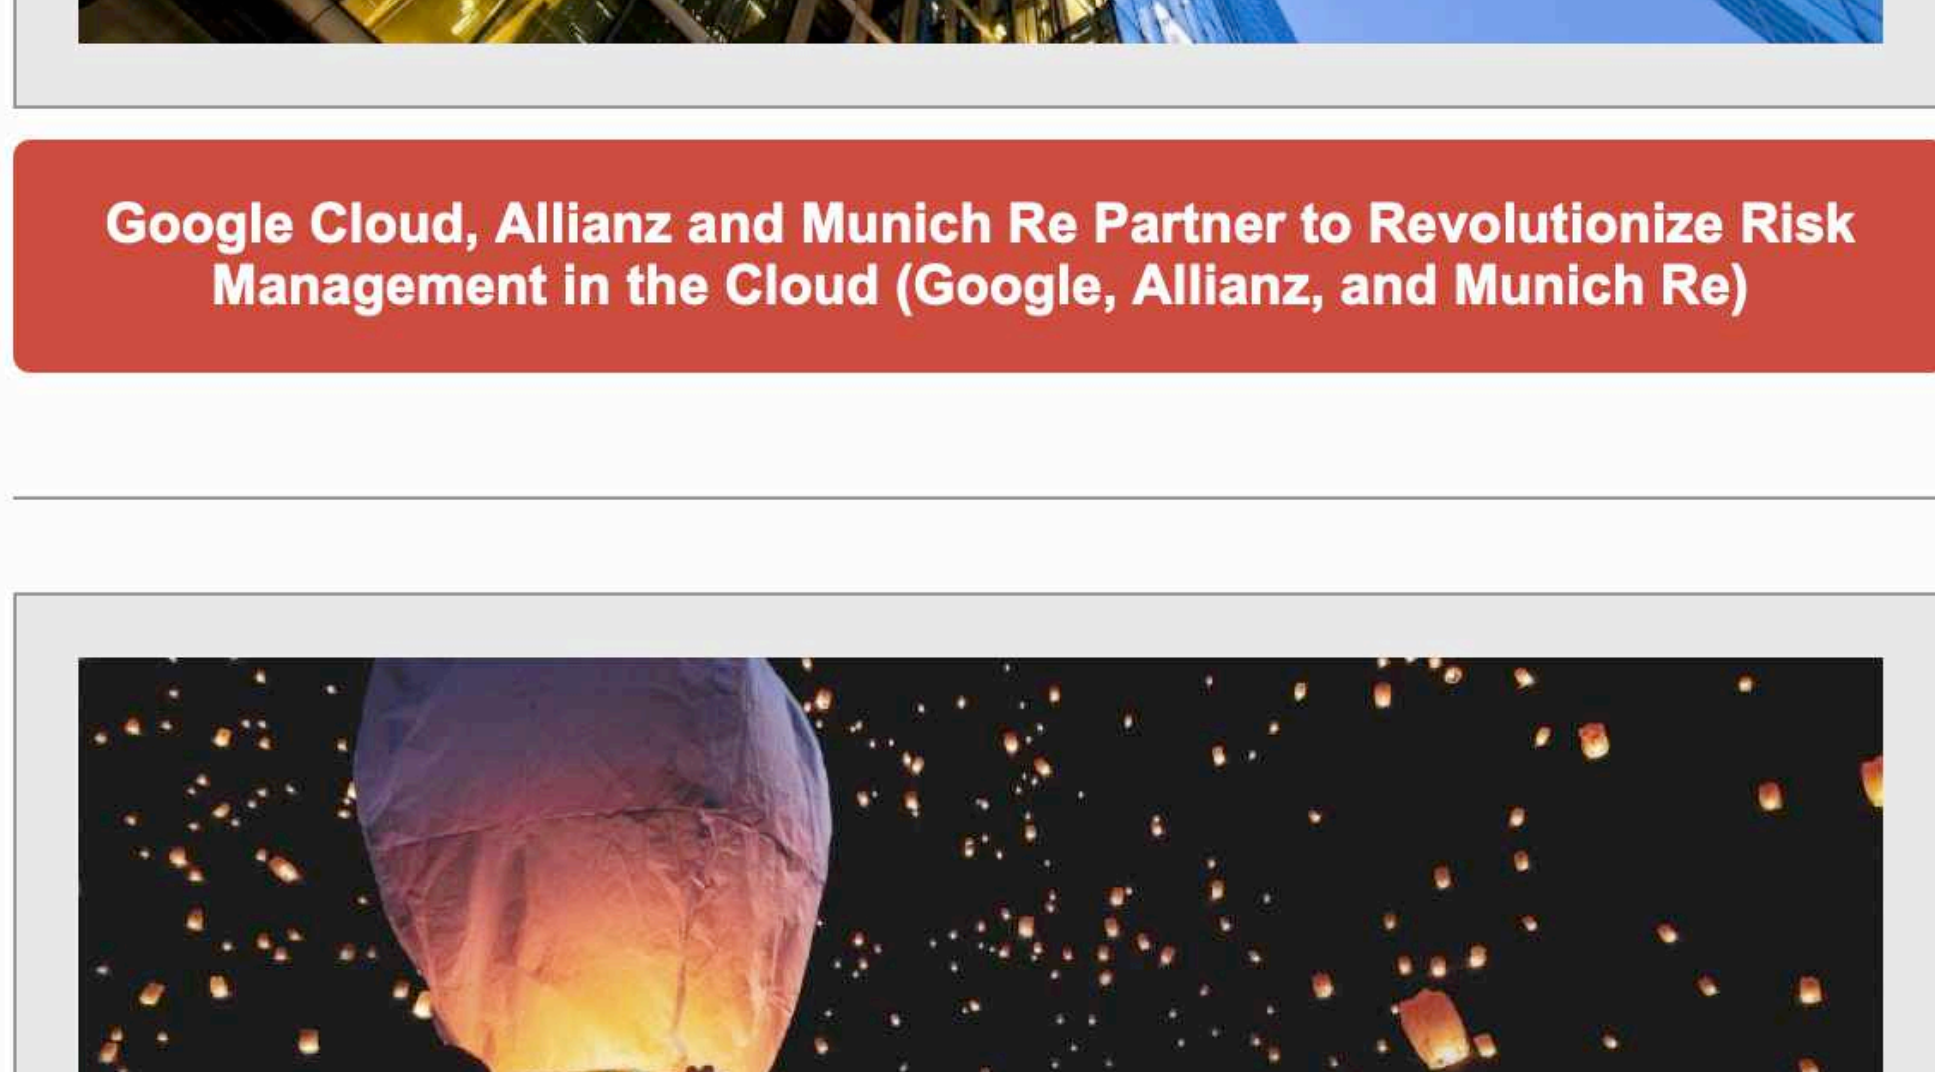 Google Cloud, Allianz and Munich Re Partner to Revolutionize Risk
Management in the Cloud (Google, Allianz, and Munich Re)